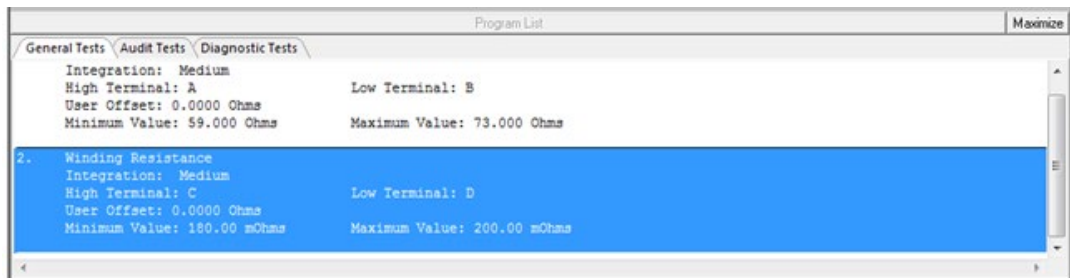 Program List Maximize
General Tests Audit Tests Diagnostic Tests
Integration: Medium
High Terminal: A Low Terminal: B
User Offset: 0.0000 Ohms
Minimum Value: 59.000 Ohms Maximum Value: 73.000 Ohms
2. Winding Resistance
Integration: Medium
High Terminal: C Low Terminal: D
User Offset: 0.0000 Ohms
Minimum Value: 180.00 mOhms Maximum Value: 200.00 mOhms